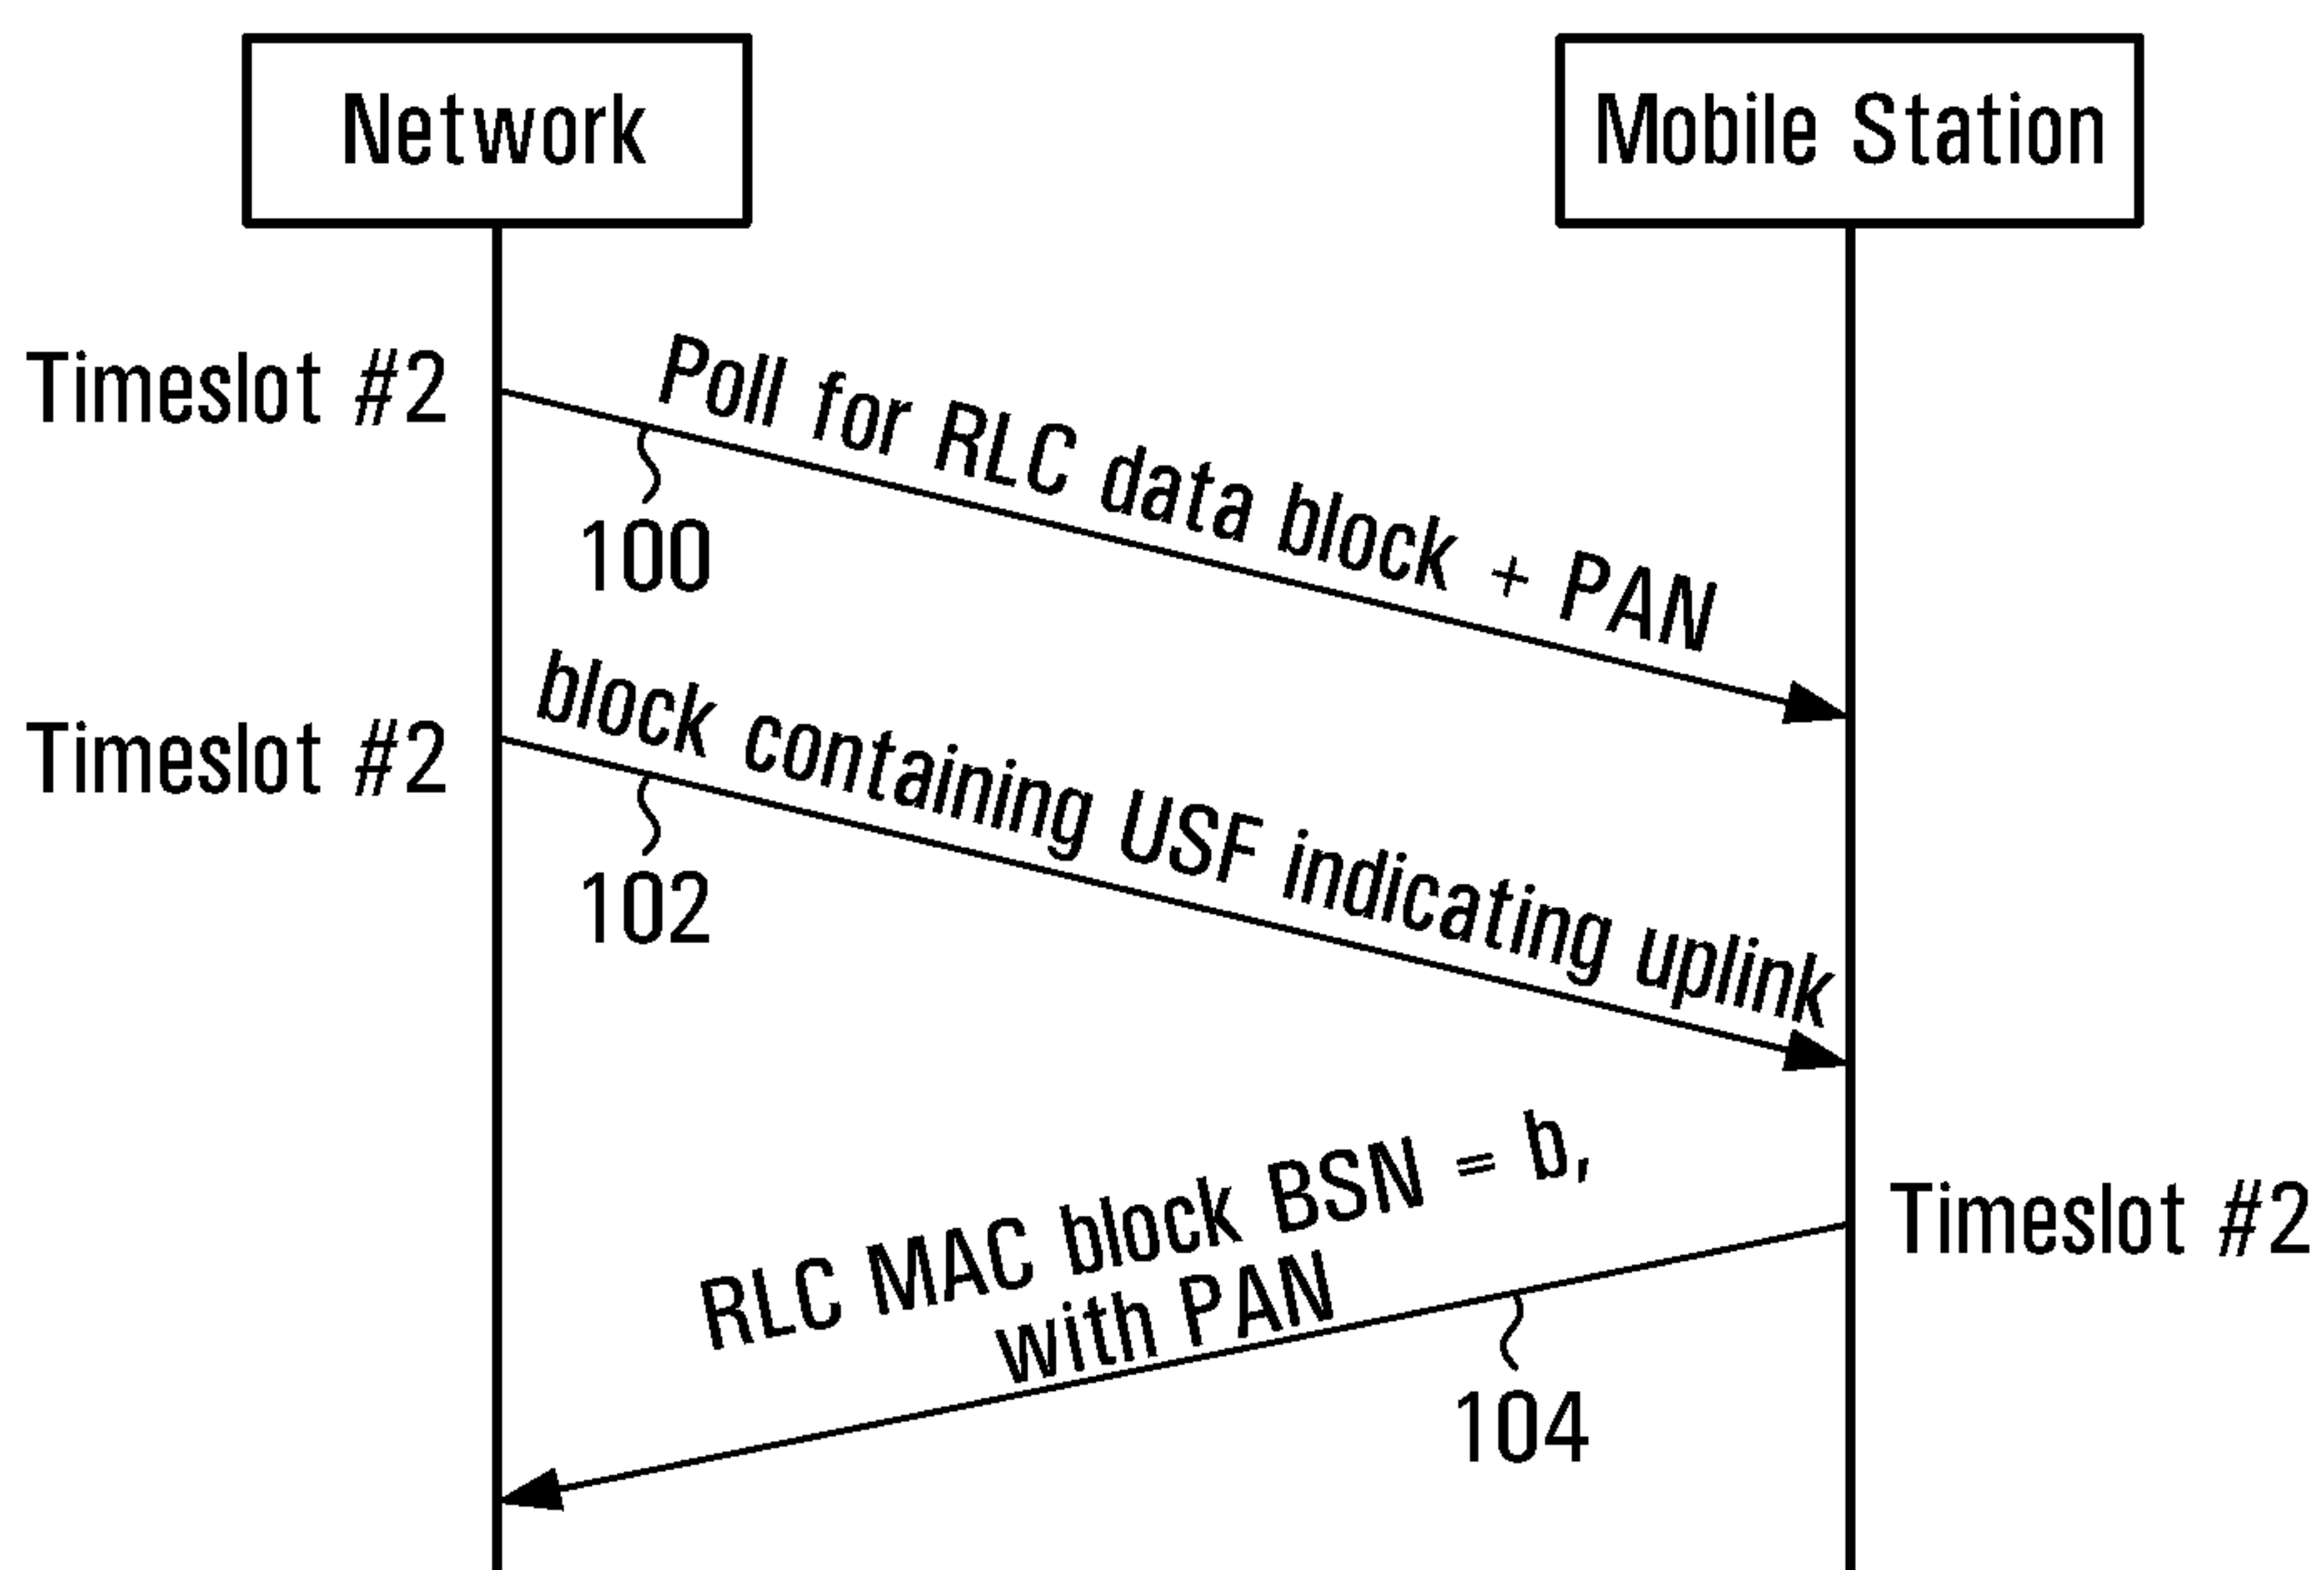 Network
Mobile Station
Timeslot #2
Poll for RLC data block + PAN
100
Timeslot #2
block containing USF indicating uplink
102
RLC MAC block BSN = b,
with PAN
Timeslot #2
104